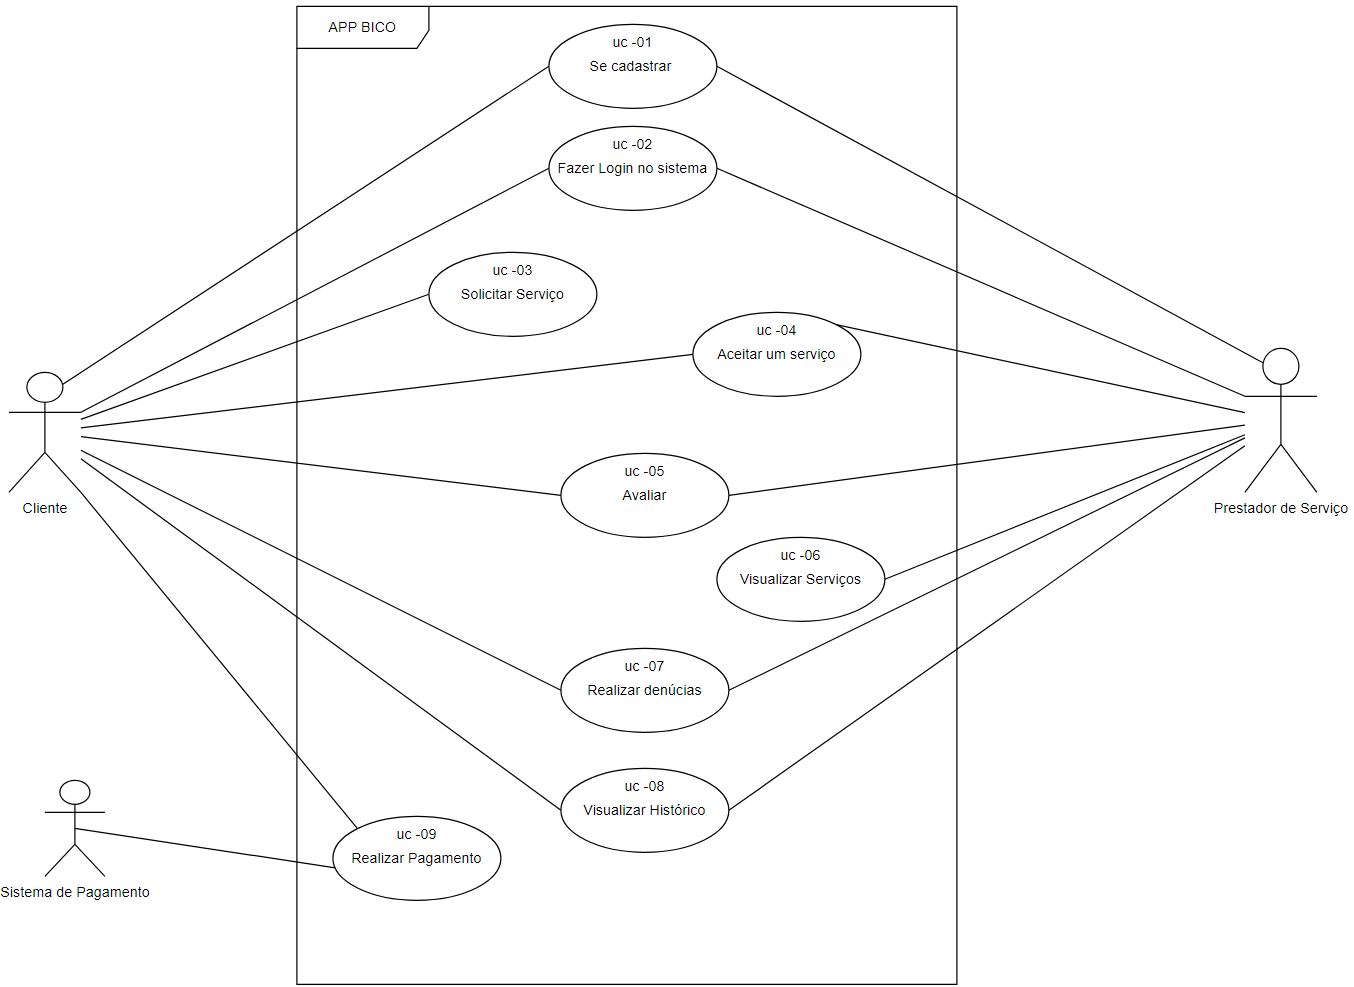 APP BICO
uc -01
Se cadastrar
uc -02
Fazer Login no sistema
uc -03
Solicitar Serviço
uc -04
Aceitar um serviço
uc -05
Avaliar
Cliente
Prestador de Serviço
uc -06
Visualizar Serviços
uc -07
Realizar denúcias
uc -08
Visualizar Histórico
uc -09
Realizar Pagamento
Sistema de Pagamento